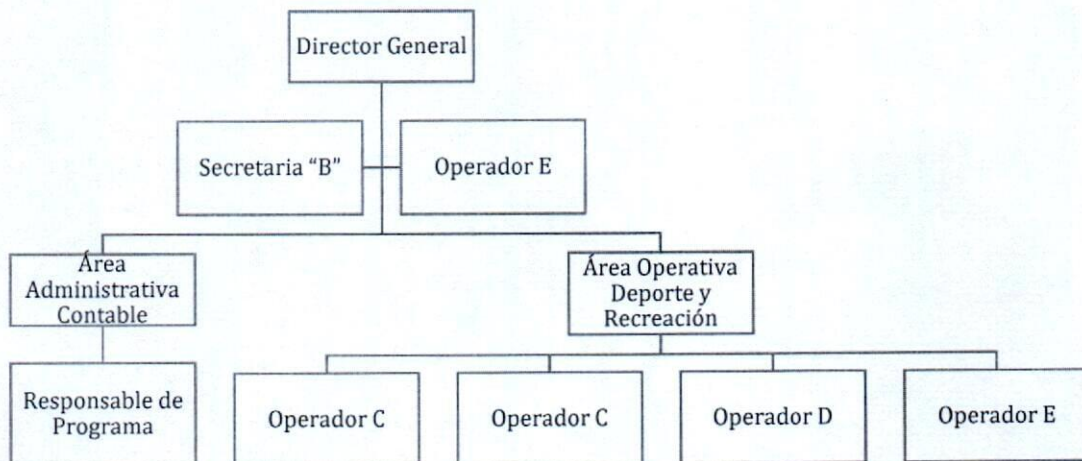 Director General
Secretaria “B”
Operador E
Área
Administrativa
Contable
Área Operativa
Deporte y
Recreación
Responsable de
Programa
Operador C
Operador C
Operador D
Operador E